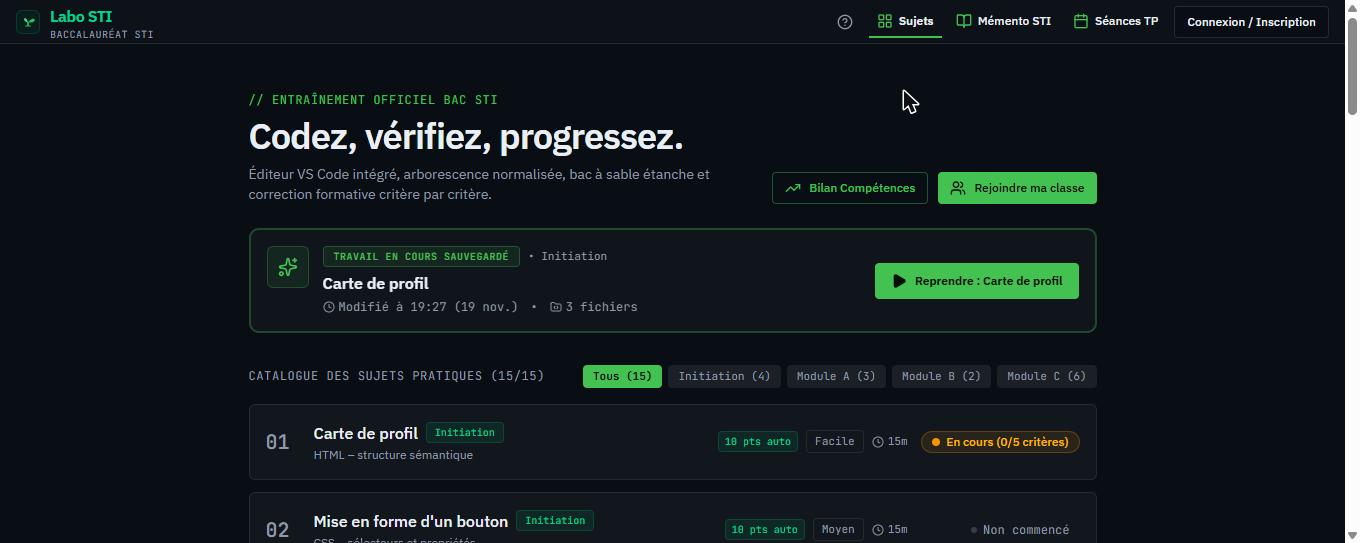 Labo STI
BACCALAURÉAT STI
Sujets
Mémento STI
Séances TP
Connexion / Inscription
// ENTRAÎNEMENT OFFICIEL BAC STI
Codez, vérifiez, progressez.
Éditeur VS Code intégré, arborescence normalisée, bac à sable étanche et
correction formative critère par critère.
Bilan Compétences
Rejoindre ma classe
TRAVAIL EN COURS SAUVEGARDÉ • Initiation
Carte de profil
Modifié à 19:27 (19 nov.) • 3 fichiers
Reprendre : Carte de profil
CATALOGUE DES SUJETS PRATIQUES (15/15)
Tous (15)
Initiation (4)
Module A (3)
Module B (2)
Module C (6)
01
Carte de profil Initiation
HTML – structure sémantique
10 pts auto
Facile
15m
En cours (0/5 critères)
02
Mise en forme d'un bouton Initiation
CSS – sélecteurs et propriétés
10 pts auto
Moyen
15m
Non commencé